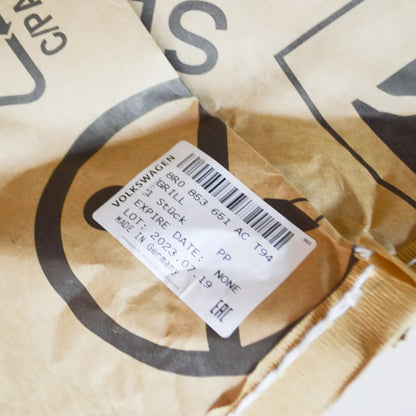 C/PA
S
VOLKSWAGEN
8R0 853 651 AC T94
GRILL
Stück
PP
EXPIRE DATE: NONE
LOT: 2023.07.19
MADE IN Germany
EAC